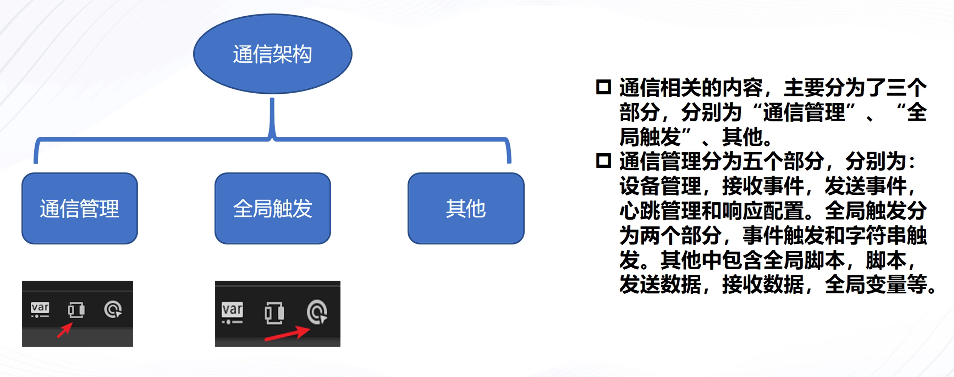 通信架构
通信管理
全局触发
其他
var
var
通信相关的内容，主要分为了三个
部分，分别为“通信管理”、“全
局触发”、其他。
通信管理分为五个部分，分别为：
设备管理，接收事件，发送事件，
心跳管理和响应配置。全局触发分
为两个部分，事件触发和字符串触
发。其他中包含全局脚本，脚本，
发送数据，接收数据，全局变量等。